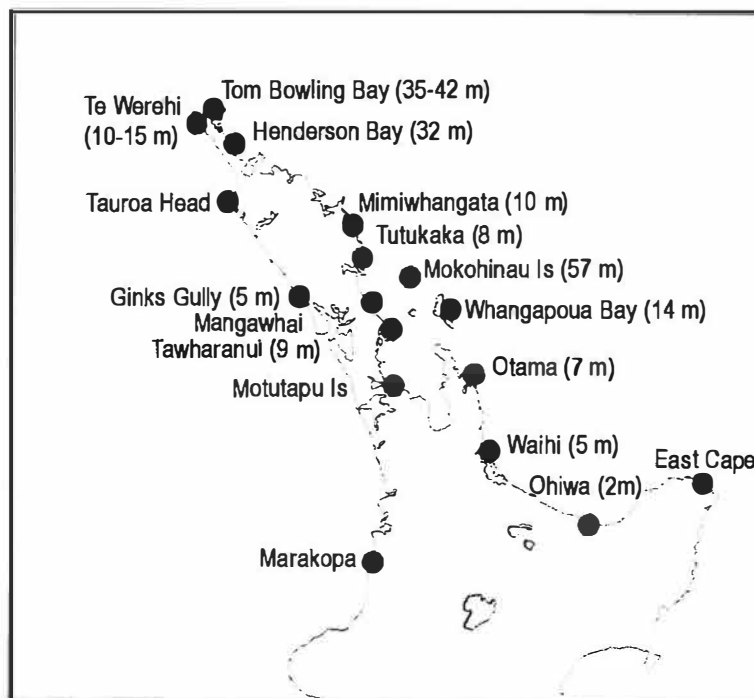 Tom Bowling Bay (35-42 m)
Te Werehi
(10-15 m)
Henderson Bay (32 m)
Tauroa Head
Mimiwhangata (10 m)
Tutukaka (8 m)
Mokohinau Is (57 m)
Ginks Gully (5 m)
Whangapoua Bay (14 m)
Mangawhai
Tawharanui (9 m)
Otama (7 m)
Motutapu Is
Waihi (5 m)
East Cape
Ohiwa (2m)
Marakopa